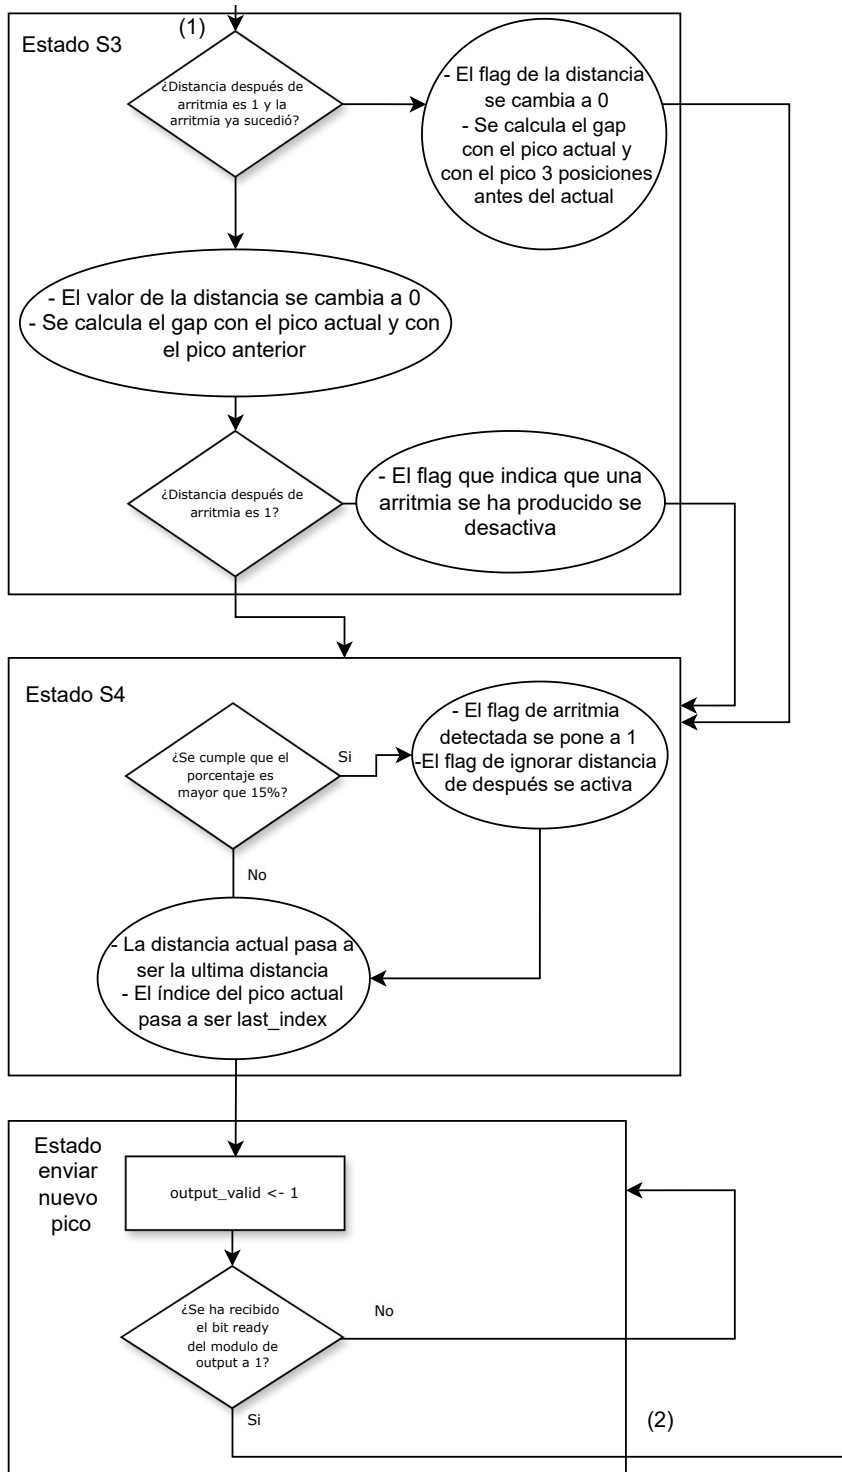 (1)
Estado S3
¿Distancia después de
arritmia es 1 y la
arritmia ya sucedió?
- El flag de la distancia
se cambia a 0
- Se calcula el gap
con el pico actual y
con el pico 3 posiciones
antes del actual
- El valor de la distancia se cambia a 0
- Se calcula el gap con el pico actual y con
el pico anterior
¿Distancia después de
arritmia es 1?
- El flag que indica que una
arritmia se ha producido se
desactiva
Estado S4
¿Se cumple que el
porcentaje es
mayor que 15%?
Si
- El flag de arritmia
detectada se pone a 1
-El flag de ignorar distancia
de después se activa
No
- La distancia actual pasa a
ser la ultima distancia
- El índice del pico actual
pasa a ser last_index
Estado
enviar
nuevo
pico
output_valid <- 1
¿Se ha recibido
el bit ready
del modulo de
output a 1?
No
Si
(2)